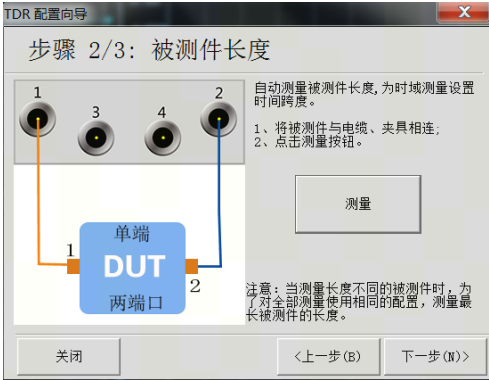 TDR 配置向导
步骤 2/3: 被测件长度
1
3
4
2
自动测量被测件长度,为时域测量设置
时间跨度。
1、将被测件与电缆、夹具相连;
2、点击测量按钮。
测量
单端
1
DUT
2
两端口
注意：当测量长度不同的被测件时，为
了对全部测量使用相同的配置，测量最
长被测件的长度。
关闭
<上一步(B)
下一步(N)>